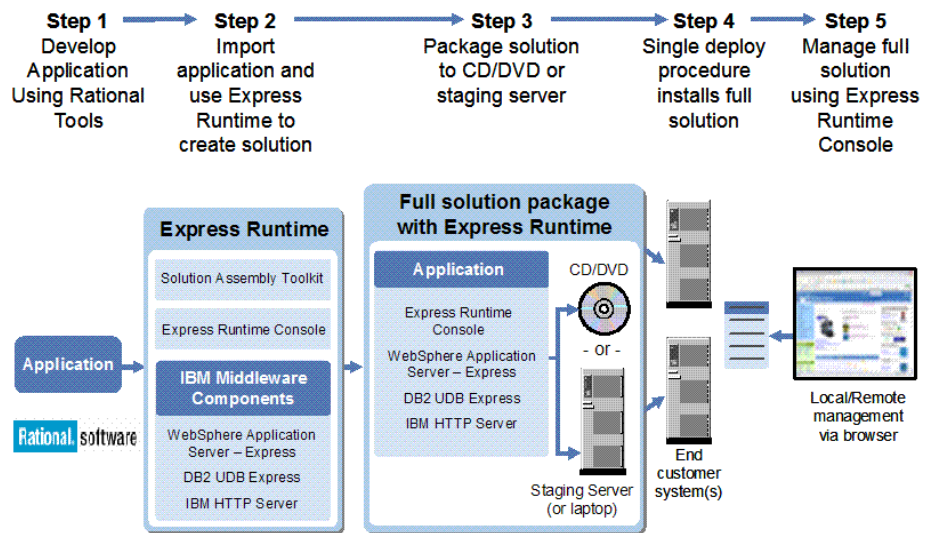 Step 1
Develop
Application
Using Rational
Tools
Step 2
Import
application and
use Express
Runtime to
create solution
Step 3
Package solution
to CD/DVD or
staging server
Step 4
Single deploy
procedure
installs full
solution
Step 5
Manage full
solution
using Express
Runtime
Console
Application
Rational. software
Express Runtime
Solution Assembly Toolkit
Express Runtime Console
IBM Middleware
Components
WebSphere Application
Server – Express
DB2 UDB Express
IBM HTTP Server
Full solution package
with Express Runtime
Application
Express Runtime
Console
WebSphere Application
Server – Express
DB2 UDB Express
IBM HTTP Server
CD/DVD
- or -
Staging Server
(or laptop)
End
customer
system(s)
Local/Remote
management
via browser